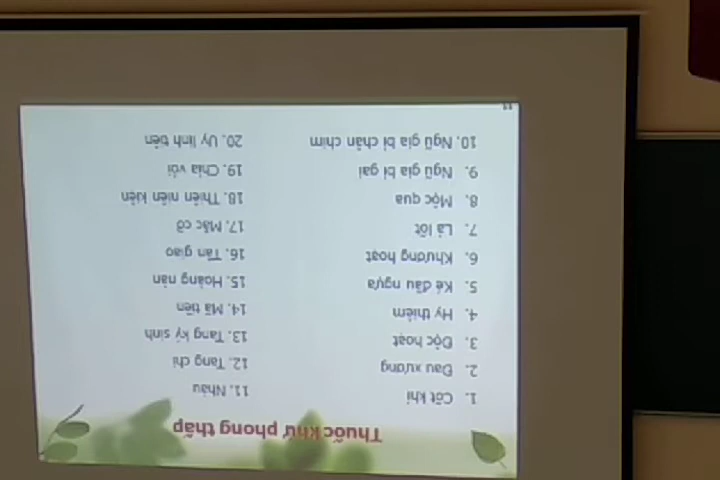 Thuốc khử phong thấp
1. Cốt khí
2. Đau xương
3. Độc hoạt
4. Hy thiêm
5. Ké đầu ngựa
6. Khương hoạt
7. Lá lốt
8. Mộc qua
9. Ngũ gia bì gai
10. Ngũ gia bì chân chim
11. Nhàu
12. Tang chi
13. Tang ký sinh
14. Mã tiền
15. Hoàng nàn
16. Tần giao
17. Mắc cỡ
18. Thiên niên kiện
19. Chìa vôi
20. Uy linh tiên